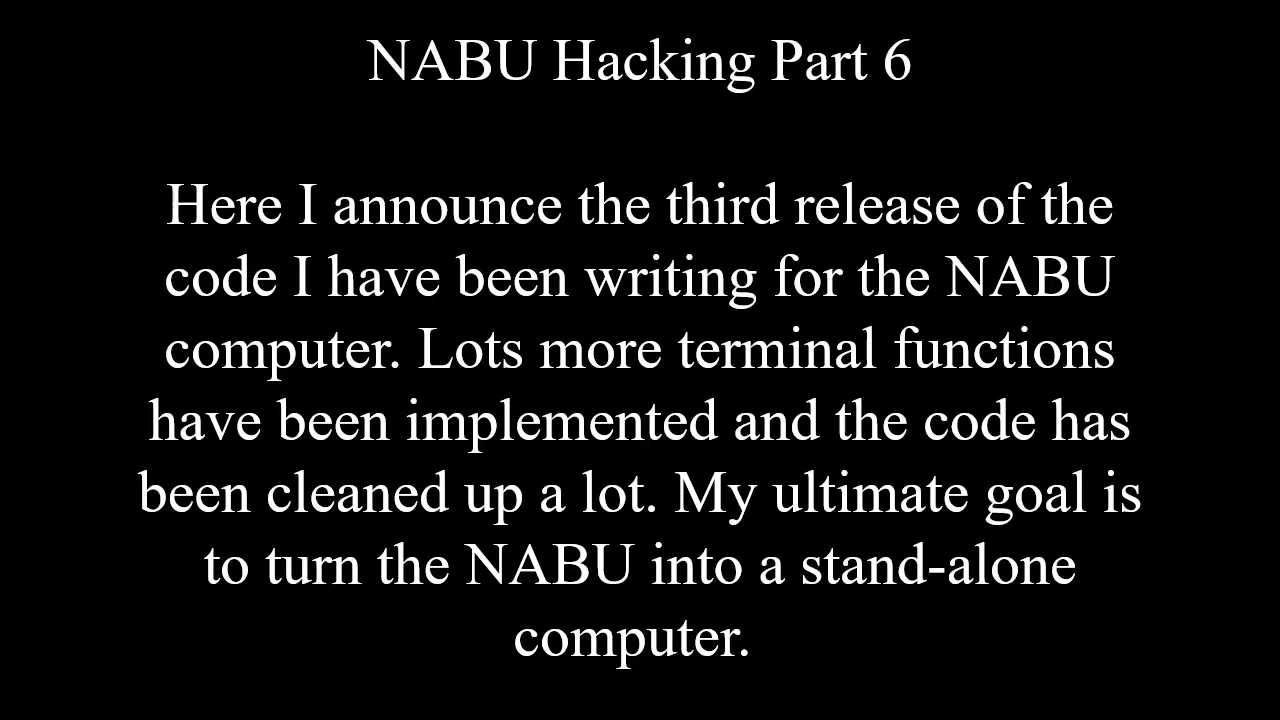 NABU Hacking Part 6
Here I announce the third release of the
code I have been writing for the NABU
computer. Lots more terminal functions
have been implemented and the code has
been cleaned up a lot. My ultimate goal is
to turn the NABU into a stand-alone
computer.